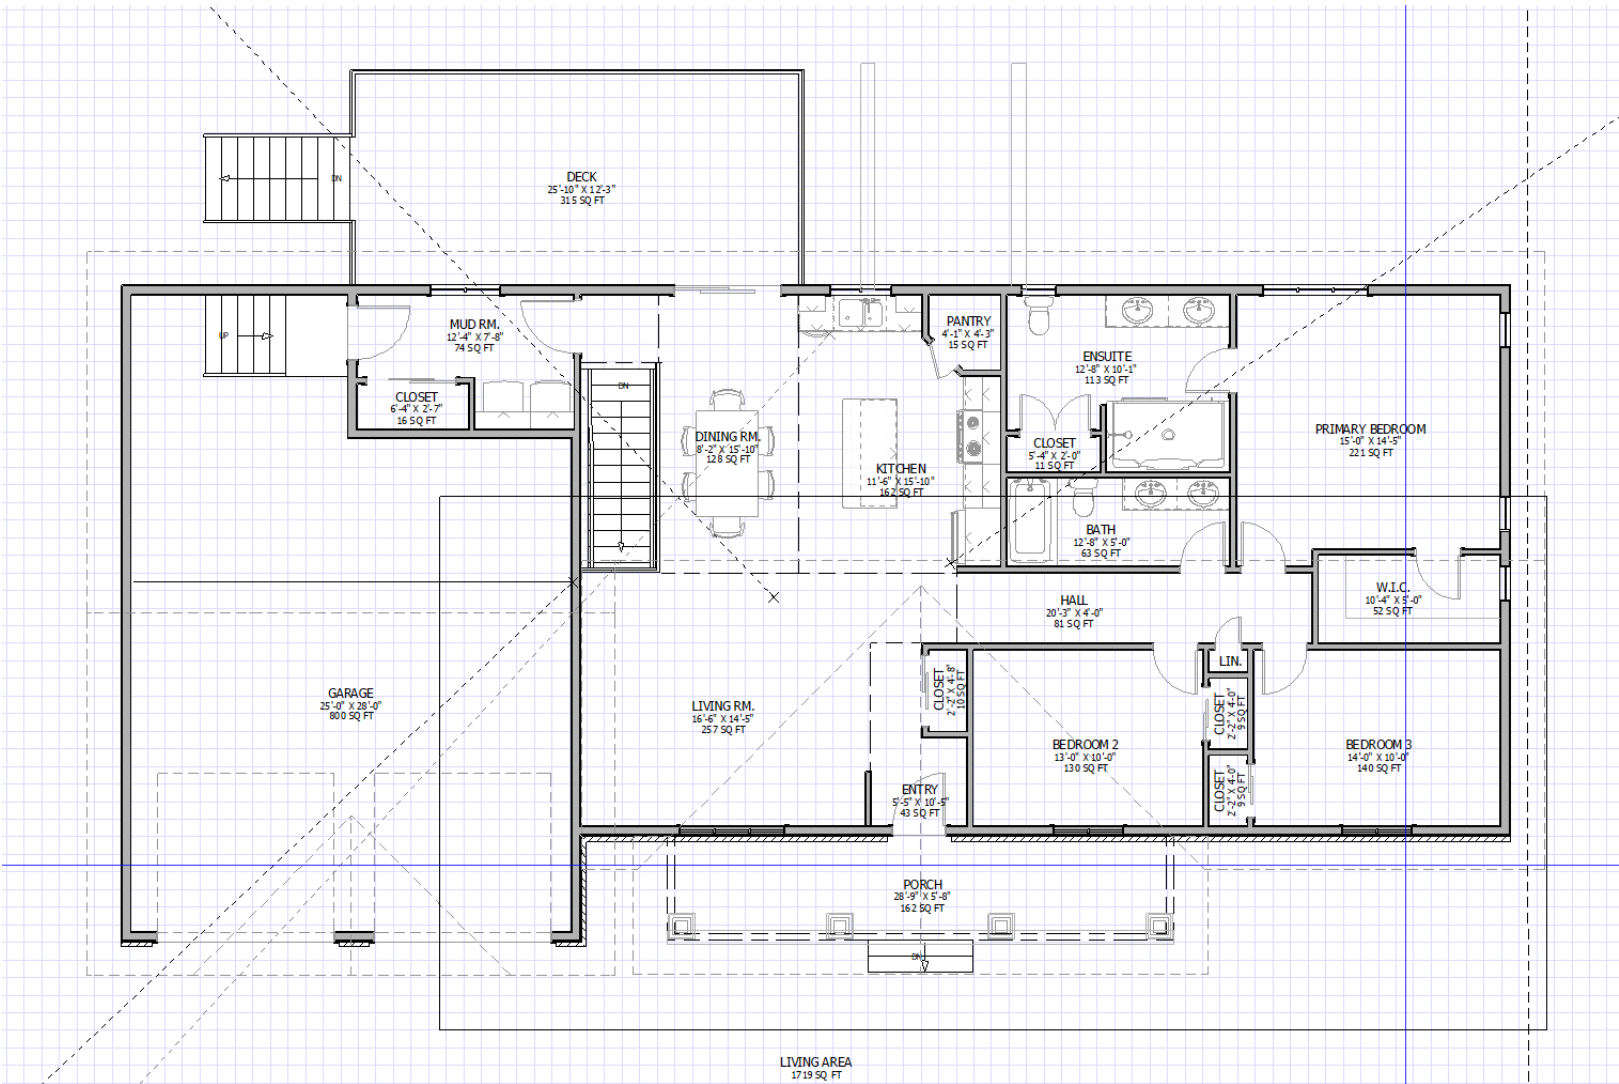 DECK
25'-10" X 12'-3"
315 SQ FT
DN
UP
MUD RM.
12'-4" X 7'-8"
74 SQ FT
PANTRY
4'-1" X 4'-3"
15 SQ FT
ENSUITE
12'-8" X 10'-1"
113 SQ FT
CLOSET
6'-4" X 2'-7"
16 SQ FT
DN
DINING RM.
8'-2" X 15'-10"
128 SQ FT
KITCHEN
11'-6" X 15'-10"
162 SQ FT
CLOSET
5'-4" X 2'-0"
11 SQ FT
PRIMARY BEDROOM
15'-0" X 14'-5"
221 SQ FT
BATH
12'-8" X 5'-0"
63 SQ FT
HALL
20'-3" X 4'-0"
81 SQ FT
W.I.C.
10'-4" X 5'-0"
52 SQ FT
LIN.
GARAGE
25'-0" X 28'-0"
800 SQ FT
LIVING RM.
16'-6" X 14'-5"
257 SQ FT
CLOSET
2'-2" X 4'-8"
10 SQ FT
BEDROOM 2
13'-0" X 10'-0"
130 SQ FT
CLOSET
2'-2" X 4'-0"
9 SQ FT
CLOSET
2'-2" X 4'-0"
9 SQ FT
BEDROOM 3
14'-0" X 10'-0"
140 SQ FT
ENTRY
5'-5" X 10'-5"
43 SQ FT
PORCH
28'-9" X 5'-8"
162 SQ FT
DN
LIVING AREA
1719 SQ FT